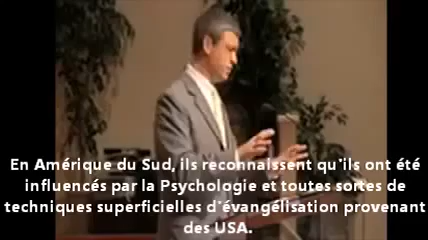 En Amérique du Sud, ils reconnaissent qu'ils ont été
influencés par la Psychologie et toutes sortes de
techniques superficielles d'évangélisation provenant
des USA.